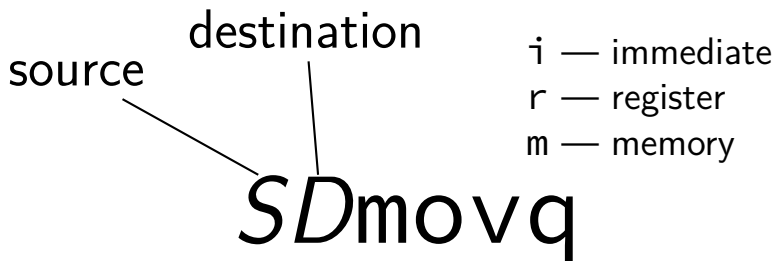 destination
source
i — immediate
r — register
m — memory
SDmovq